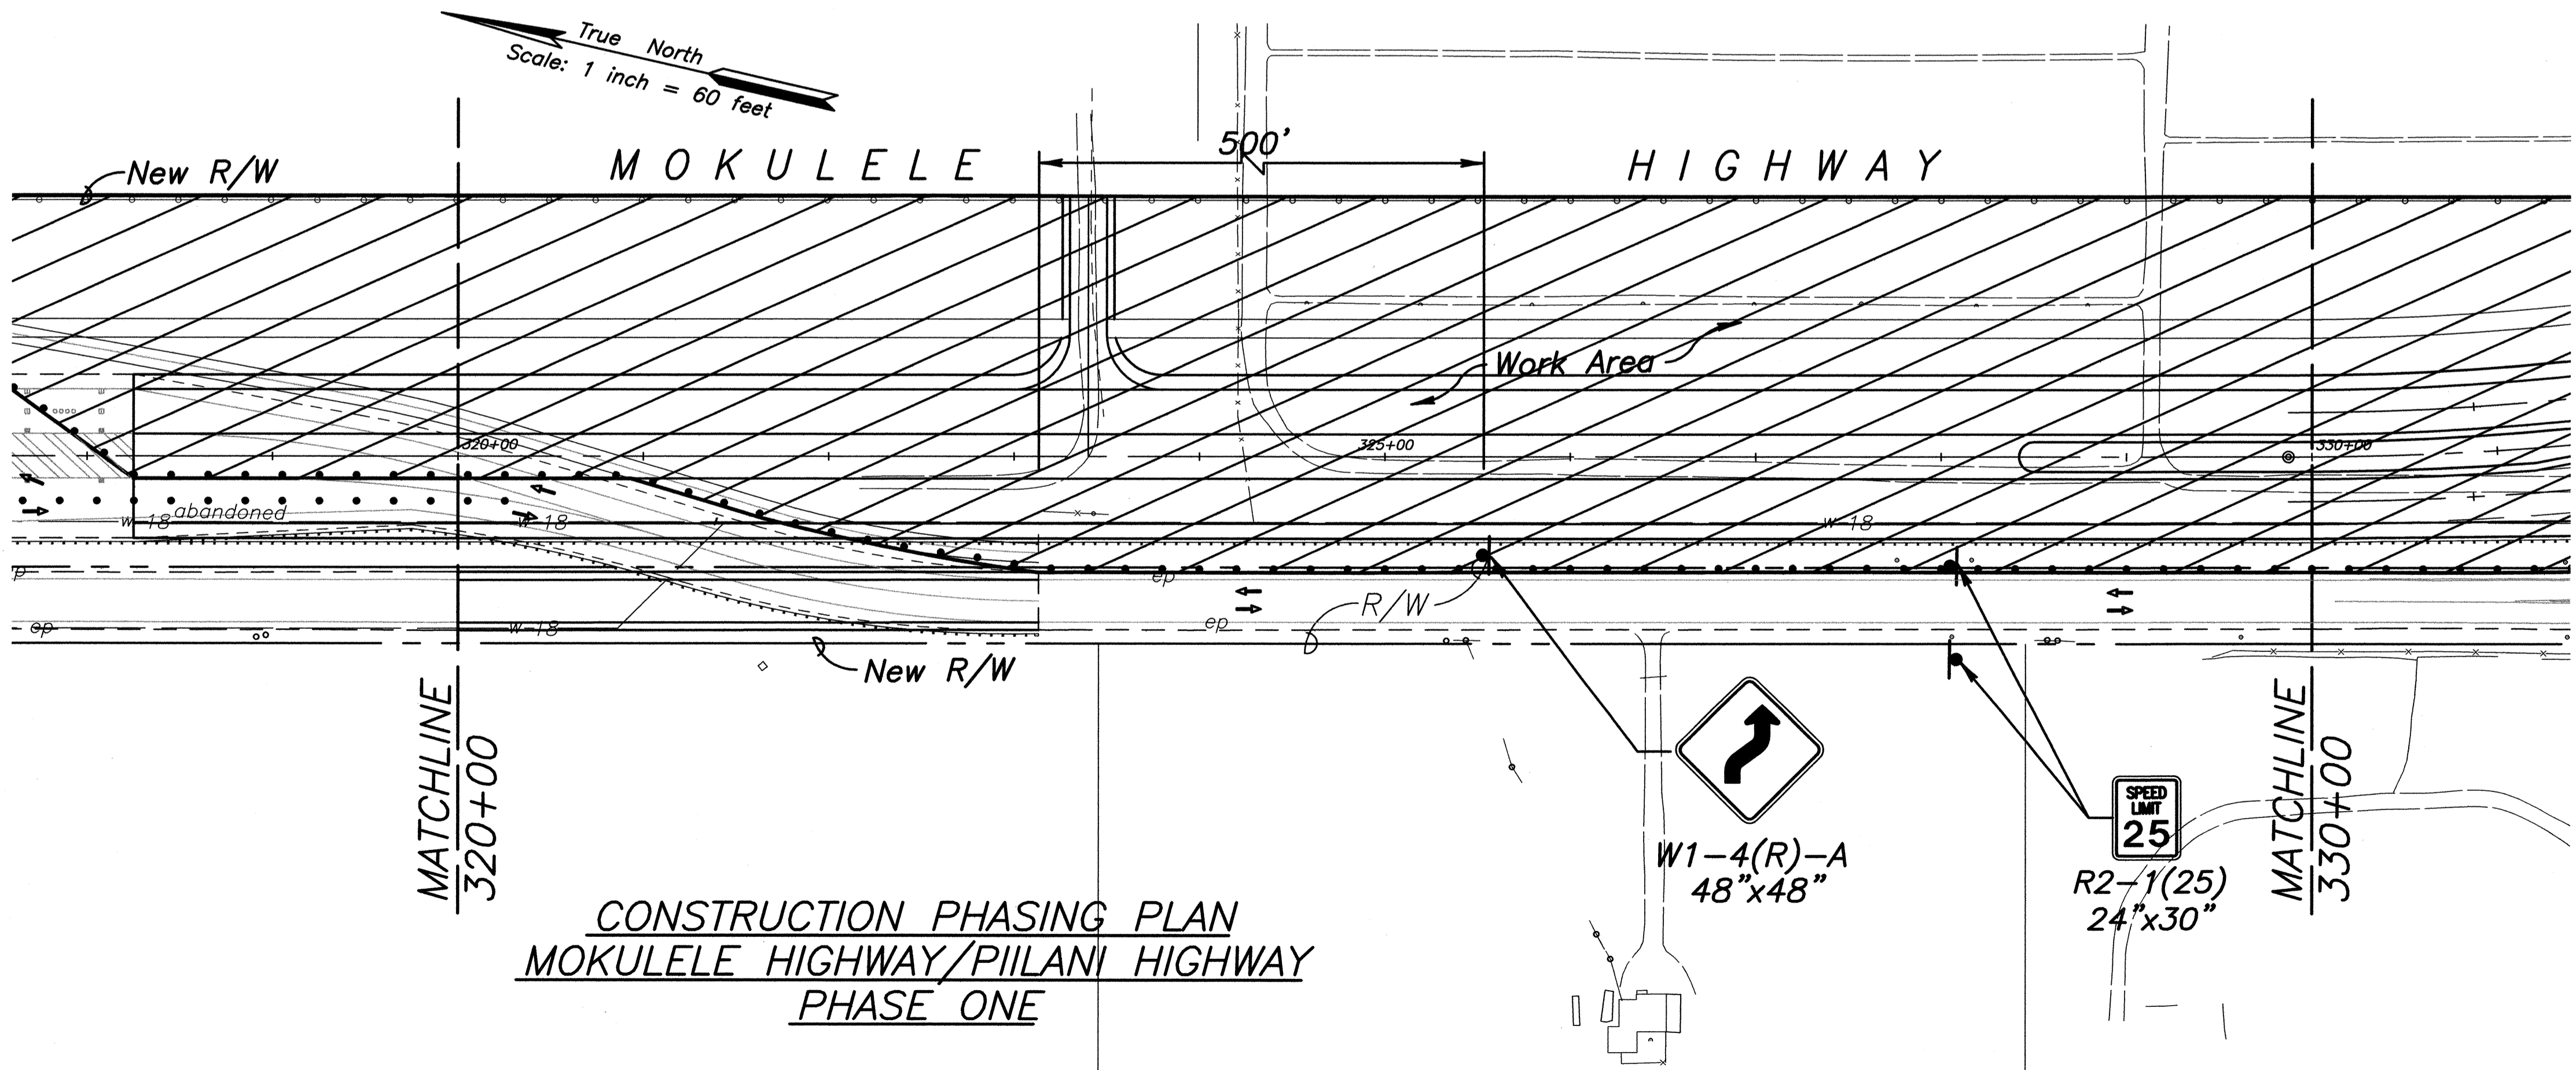 True North
Scale: 1 inch = 60 feet
New R/W
MOKULELE
500'
HIGHWAY
Work Area
320+00
325+00
330+00
abandoned
w-18
w-18
w-18
p
ep
R/W
ep
w-18
ep
New R/W
MATCHLINE
320+00
MATCHLINE
330+00
SPEED
LIMIT
25
W1-4(R)-A
48"x48"
R2-1(25)
24"x30"
CONSTRUCTION PHASING PLAN
MOKULELE HIGHWAY/PIILANI HIGHWAY
PHASE ONE